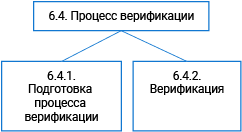 6.4. Процесс верификации
6.4.1.
Подготовка
процесса
верификации
6.4.2.
Верификация